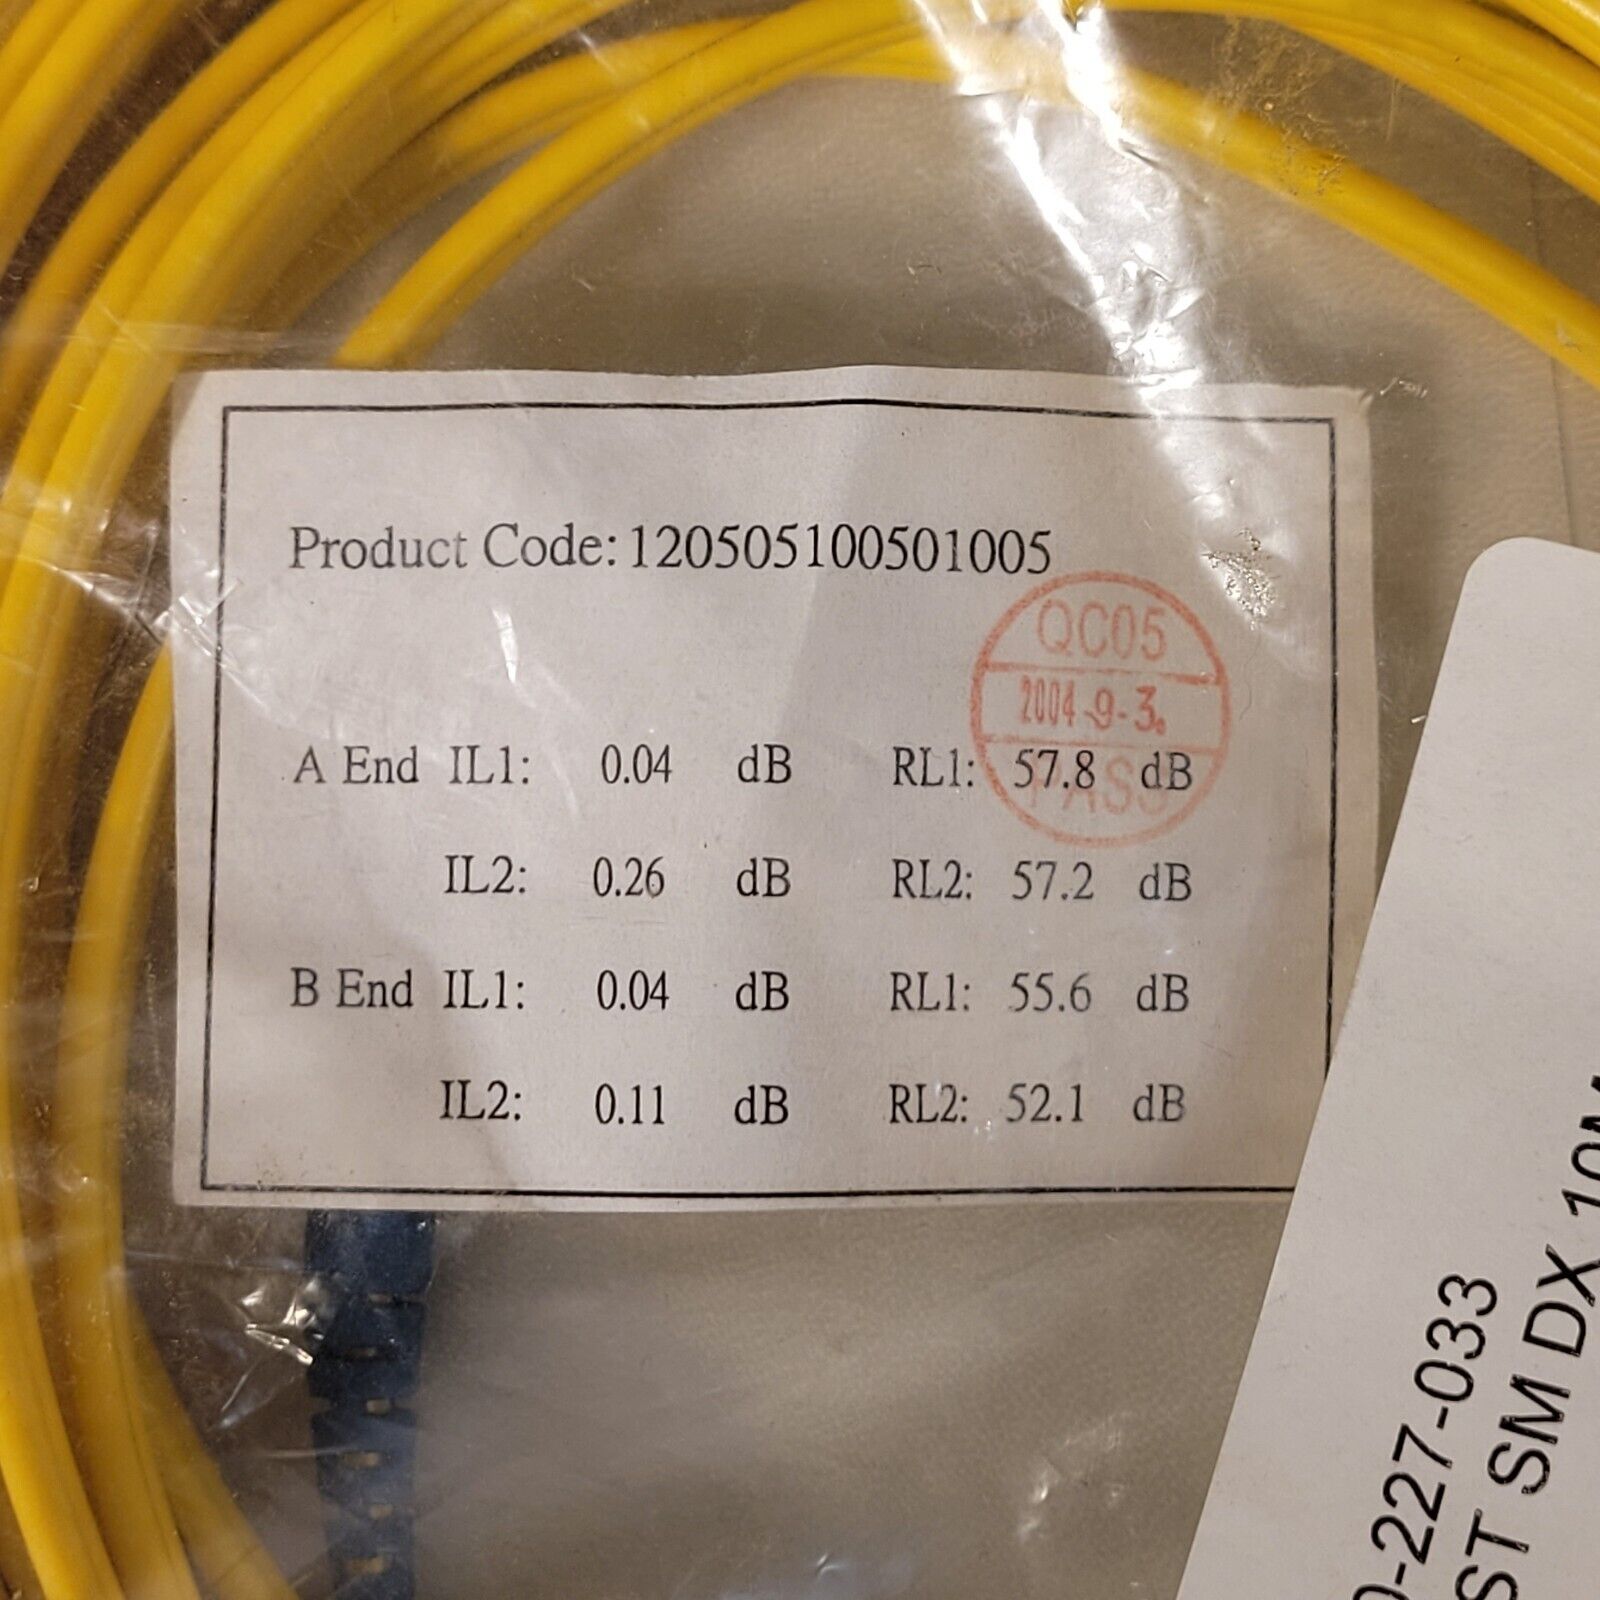 Product Code: 120505100501005
QC05
2004-9-3.
PASS
A End IL1: 0.04 dB RL1: 57.8 dB
IL2: 0.26 dB RL2: 57.2 dB
B End IL1: 0.04 dB RL1: 55.6 dB
IL2: 0.11 dB RL2: 52.1 dB
0-227-033
ST SM DX 10M